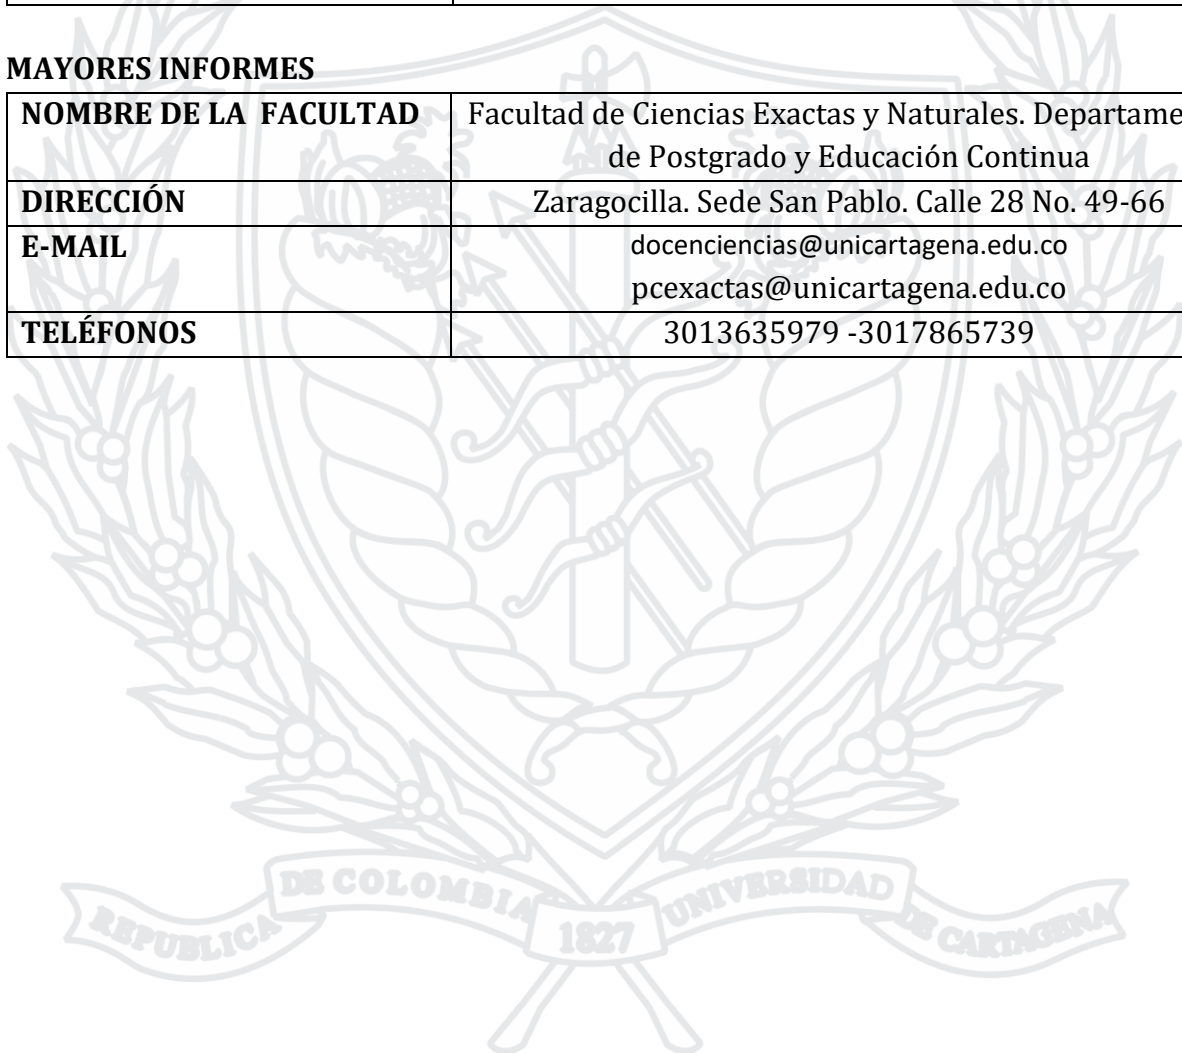 MAYORES INFORMES
NOMBRE DE LA FACULTAD
Facultad de Ciencias Exactas y Naturales. Departame
de Postgrado y Educación Continua
DIRECCIÓN
Zaragocilla. Sede San Pablo. Calle 28 No. 49-66
E-MAIL
docenciencias@unicartagena.edu.co
pcexactas@unicartagena.edu.co
TELÉFONOS
3013635979 -3017865739
REPUBLICA DE COLOMBIA 1827 UNIVERSIDAD DE CARTAGENA